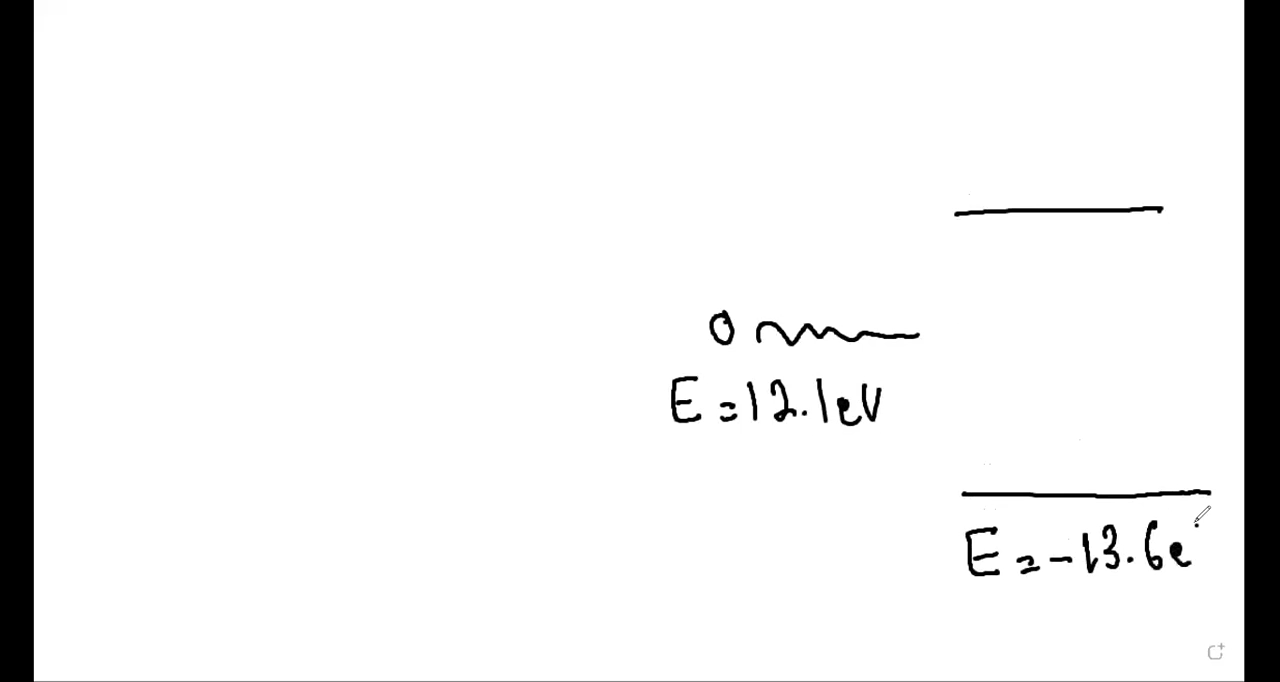 E = 12.1eV
E = -13.6e